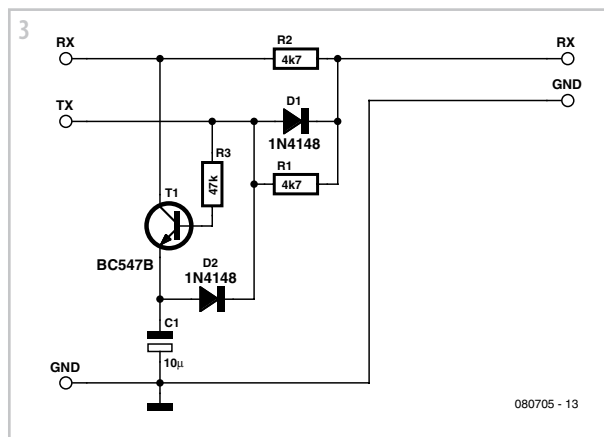 3
RX
R2
4k7
RX
GND
TX
D1
1N4148
R3
47k
R1
4k7
T1
BC547B
D2
1N4148
C1
10µ
GND
080705 - 13